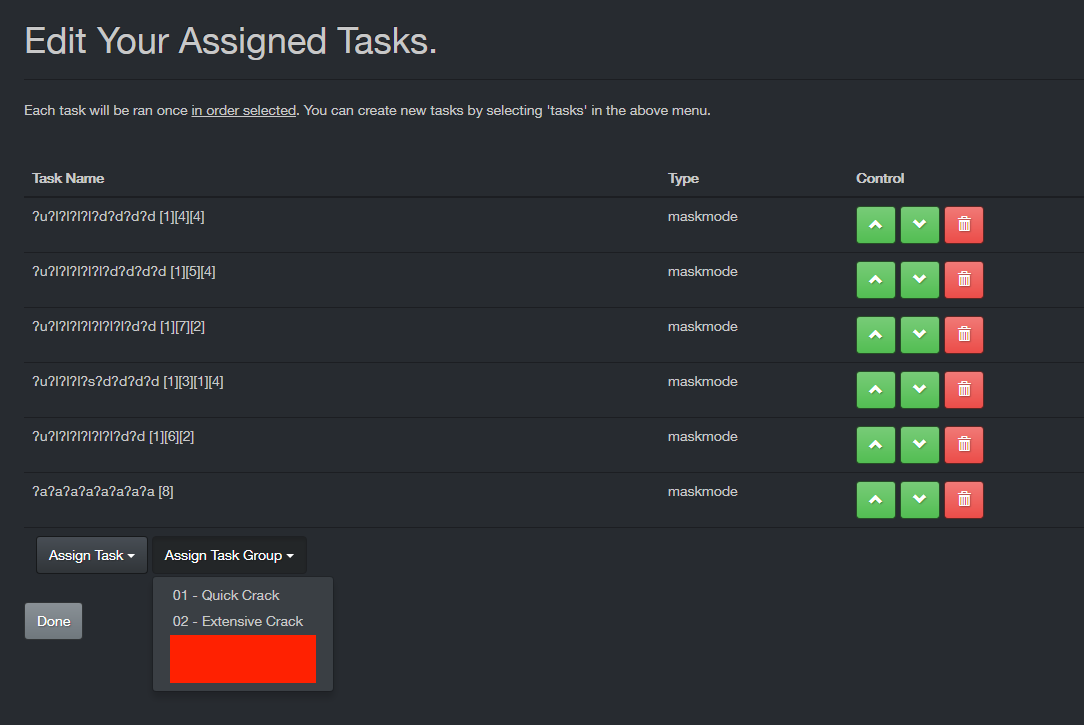 Edit Your Assigned Tasks.
Each task will be ran once in order selected. You can create new tasks by selecting 'tasks' in the above menu.
Task Name Type Control
?u?l?l?l?l?d?d?d?d [1][4][4] maskmode
?u?l?l?l?l?l?d?d?d?d [1][5][4] maskmode
?u?l?l?l?l?l?l?l?d?d [1][7][2] maskmode
?u?l?l?l?s?d?d?d?d [1][3][1][4] maskmode
?u?l?l?l?l?l?l?d?d [1][6][2] maskmode
?a?a?a?a?a?a?a?a [8] maskmode
Assign Task Assign Task Group
01 - Quick Crack
02 - Extensive Crack
Done